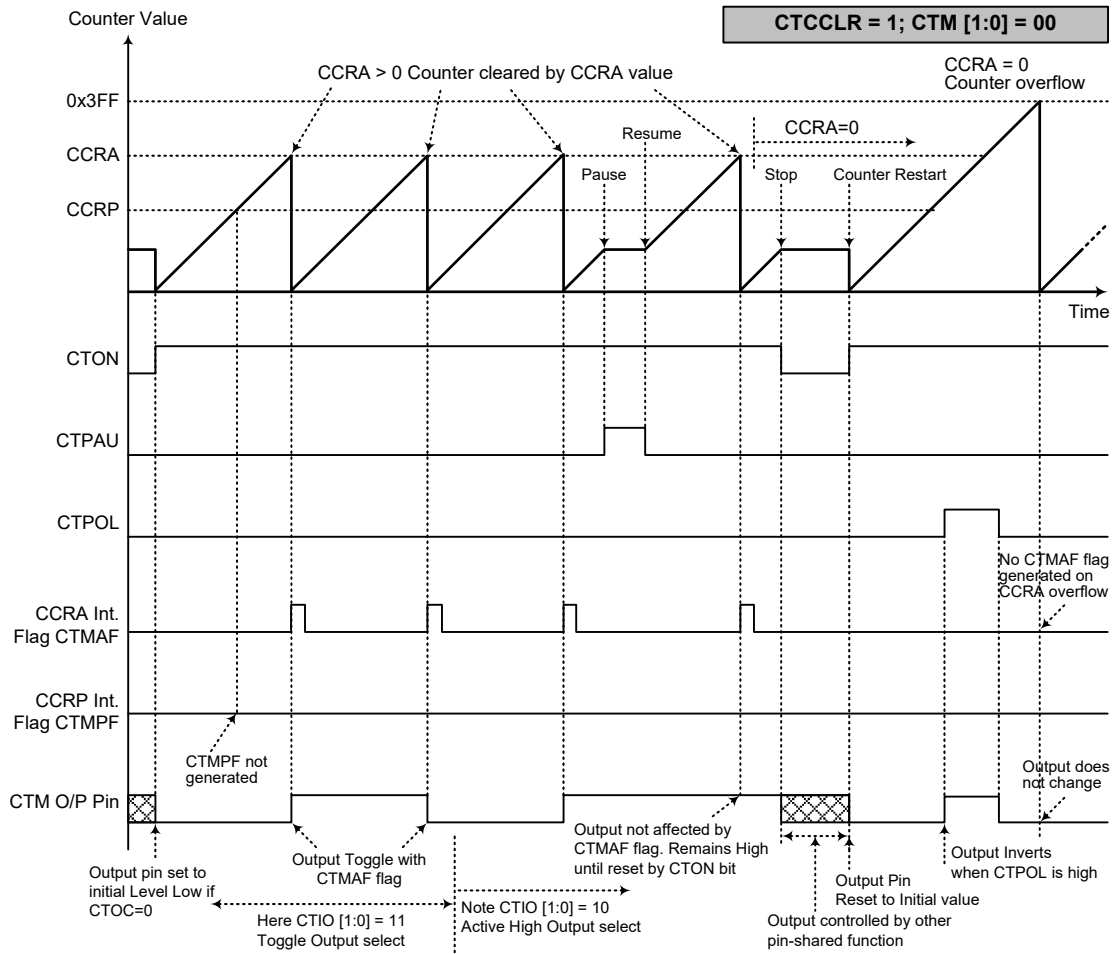 Counter Value
CTCCLR = 1; CTM [1:0] = 00
CCRA > 0 Counter cleared by CCRA value
CCRA = 0
Counter overflow
0x3FF
Resume
CCRA=0
CCRA
Pause
Stop
Counter Restart
CCRP
Time
CTON
CTPAU
CTPOL
No CTMAF flag
generated on
CCRA overflow
CCRA Int.
Flag CTMAF
CCRP Int.
Flag CTMPF
CTMPF not
generated
Output does
not change
CTM O/P Pin
Output pin set to
initial Level Low if
CTOC=0
Output Toggle with
CTMAF flag
Output not affected by
CTMAF flag. Remains High
until reset by CTON bit
Output Inverts
when CTPOL is high
Output Pin
Reset to Initial value
Here CTIO [1:0] = 11
Toggle Output select
Note CTIO [1:0] = 10
Active High Output select
Output controlled by other
pin-shared function